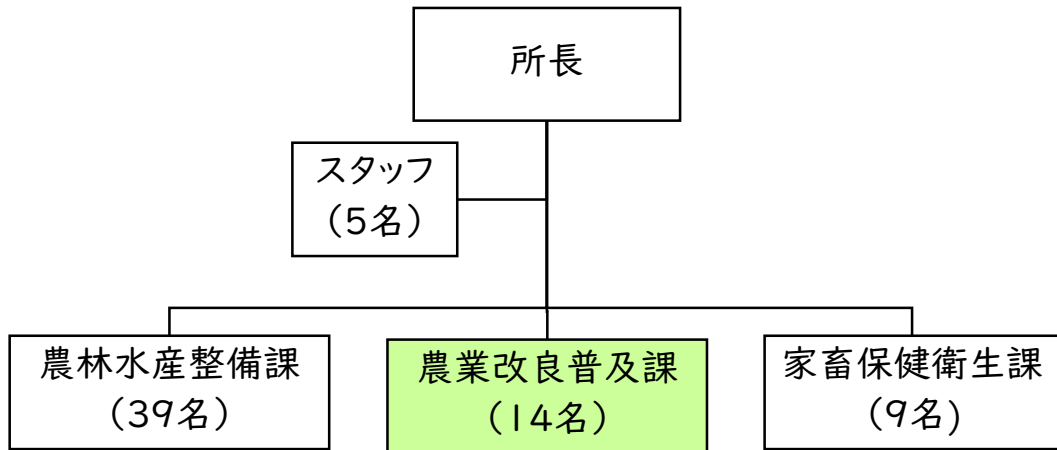 所長
スタッフ
(5名)
農林水産整備課
(39名)
農業改良普及課
(14名)
家畜保健衛生課
(9名)